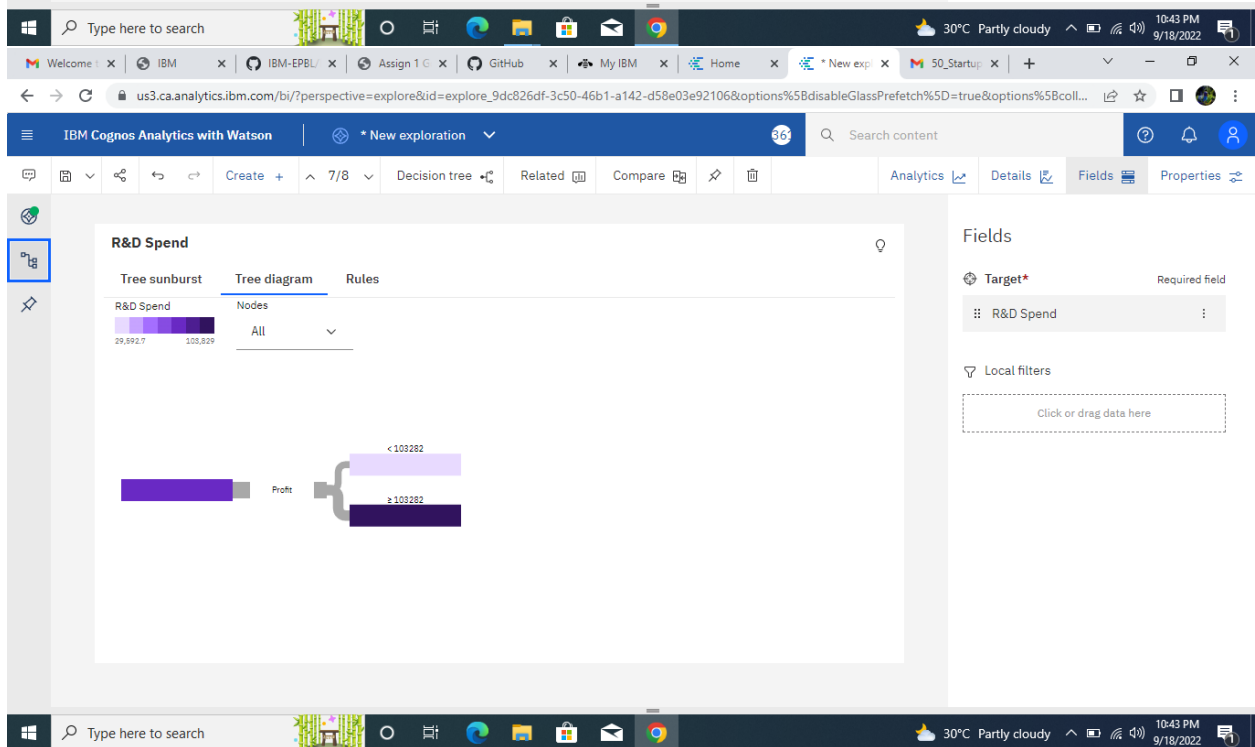 Type here to search
30°C Partly cloudy
10:43 PM
9/18/2022
1
Welcome t
IBM
IBM-EPBL/
Assign 1 G
GitHub
My IBM
Home
* New expl
50_Startup
us3.ca.analytics.ibm.com/bi/?perspective=explore&id=explore_9dc826df-3c50-46b1-a142-d58e03e92106&options%5BdisableGlassPrefetch%5D=true&options%5Bcoll...
IBM Cognos Analytics with Watson
* New exploration
Search content
Create +
7/8
Decision tree
Related
Compare
Analytics
Details
Fields
Properties
R&D Spend
Tree sunburst
Tree diagram
Rules
R&D Spend
Nodes
All
29,592.7
103,829
< 103282
Profit
≥ 103282
Fields
Target*
Required field
R&D Spend
Local filters
Click or drag data here
Type here to search
30°C Partly cloudy
10:43 PM
9/18/2022
1